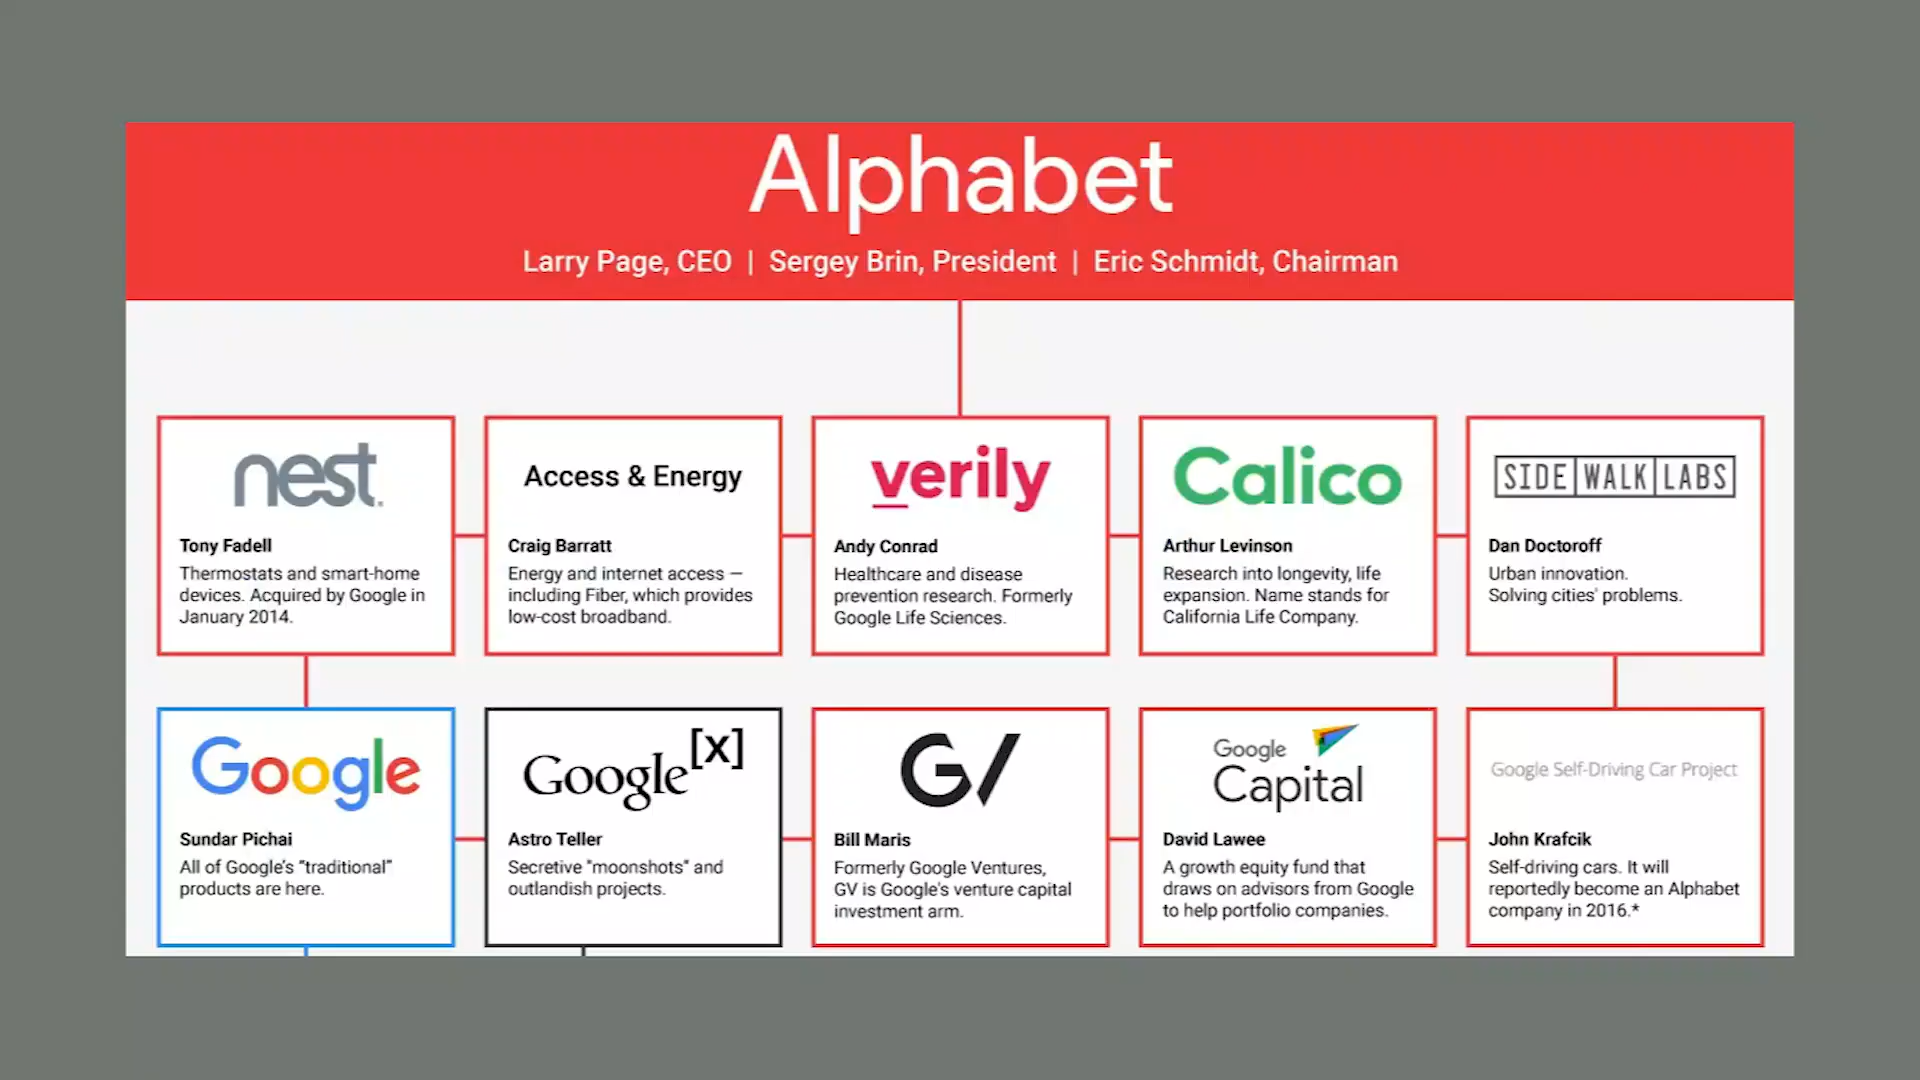 Alphabet
Larry Page, CEO | Sergey Brin, President | Eric Schmidt, Chairman
nest
Tony Fadell
Thermostats and smart-home
devices. Acquired by Google in
January 2014.
Access & Energy
Craig Barratt
Energy and internet access —
including Fiber, which provides
low-cost broadband.
verily
Andy Conrad
Healthcare and disease
prevention research. Formerly
Google Life Sciences.
Calico
Arthur Levinson
Research into longevity, life
expansion. Name stands for
California Life Company.
SIDE WALK LABS
Dan Doctoroff
Urban innovation.
Solving cities' problems.
Google
Sundar Pichai
All of Google's "traditional"
products are here.
Google[x]
Astro Teller
Secretive "moonshots" and
outlandish projects.
GV
Bill Maris
Formerly Google Ventures,
GV is Google's venture capital
investment arm.
Google
Capital
David Lawee
A growth equity fund that
draws on advisors from Google
to help portfolio companies.
Google Self-Driving Car Project
John Krafcik
Self-driving cars. It will
reportedly become an Alphabet
company in 2016.*